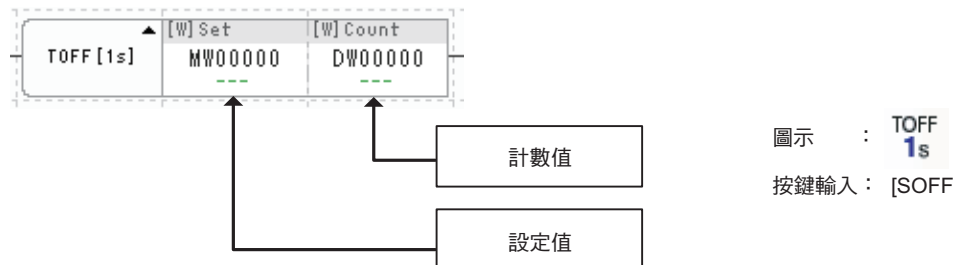 [W]Set [W]Count
TOFF[1s] MW00000 DW00000
--- ---
計數值
設定值
圖示 : TOFF 1s
按鍵輸入: [SOFF